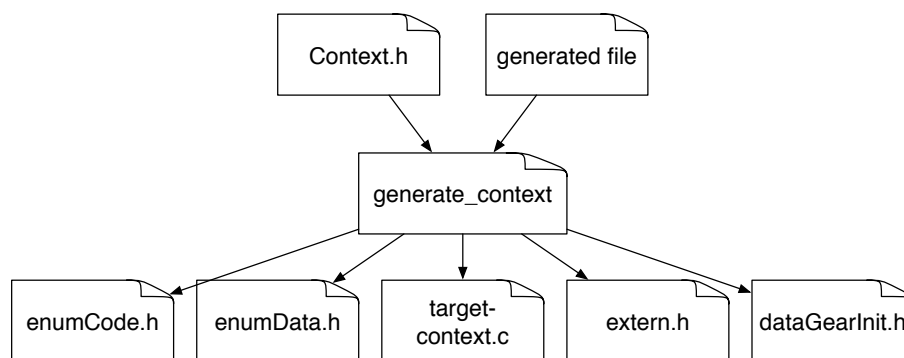 Context.h
generated file
generate_context
enumCode.h
enumData.h
target-
context.c
extern.h
dataGearInit.h